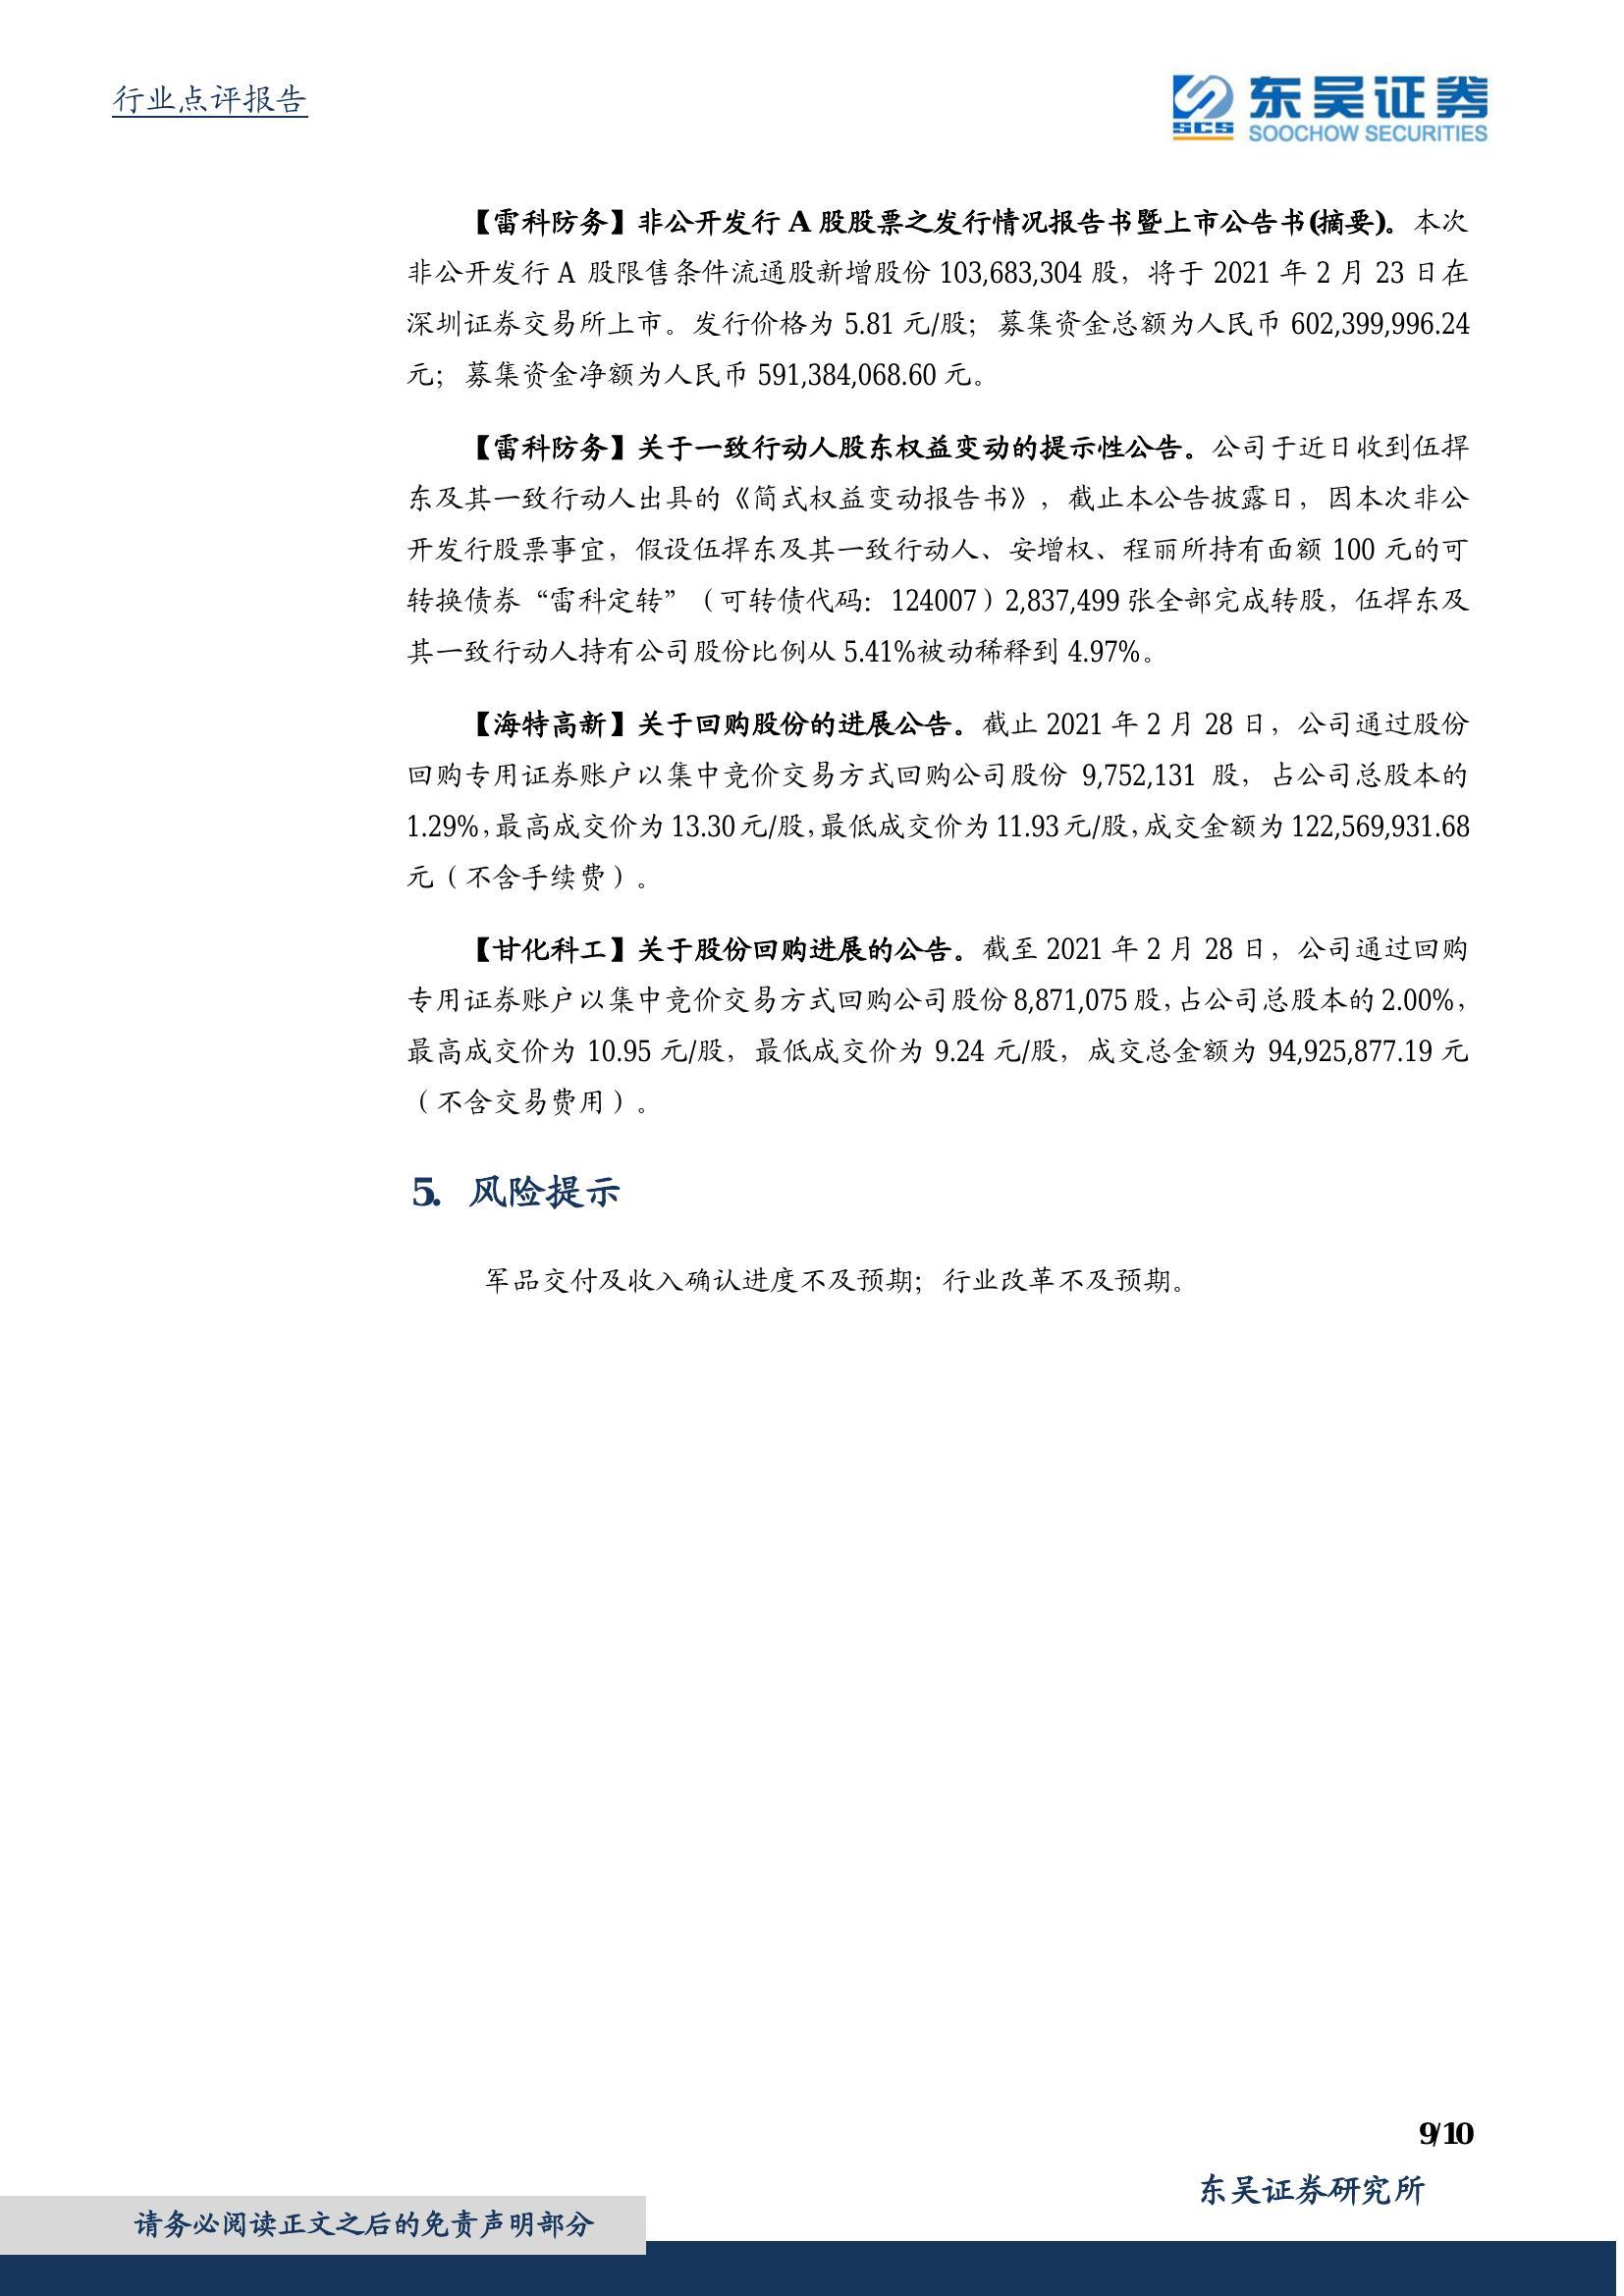 行业点评报告
SCS 东吴证券
SOOCHOW SECURITIES
【雷科防务】非公开发行 A 股股票之发行情况报告书暨上市公告书(摘要)。本次
非公开发行 A 股限售条件流通股新增股份 103,683,304 股，将于 2021 年 2 月 23 日在
深圳证券交易所上市。发行价格为 5.81 元/股；募集资金总额为人民币 602,399,996.24
元；募集资金净额为人民币 591,384,068.60 元。
【雷科防务】关于一致行动人股东权益变动的提示性公告。公司于近日收到伍捍
东及其一致行动人出具的《简式权益变动报告书》，截止本公告披露日，因本次非公
开发行股票事宜，假设伍捍东及其一致行动人、安增权、程丽所持有面额 100 元的可
转换债券“雷科定转”（可转债代码：124007）2,837,499 张全部完成转股，伍捍东及
其一致行动人持有公司股份比例从 5.41%被动稀释到 4.97%。
【海特高新】关于回购股份的进展公告。截止 2021 年 2 月 28 日，公司通过股份
回购专用证券账户以集中竞价交易方式回购公司股份 9,752,131 股，占公司总股本的
1.29%，最高成交价为 13.30 元/股，最低成交价为 11.93 元/股，成交金额为 122,569,931.68
元（不含手续费）。
【甘化科工】关于股份回购进展的公告。截至 2021 年 2 月 28 日，公司通过回购
专用证券账户以集中竞价交易方式回购公司股份 8,871,075 股，占公司总股本的 2.00%，
最高成交价为 10.95 元/股，最低成交价为 9.24 元/股，成交总金额为 94,925,877.19 元
（不含交易费用）。
5. 风险提示
军品交付及收入确认进度不及预期；行业改革不及预期。
9/10
东吴证券研究所
请务必阅读正文之后的免责声明部分